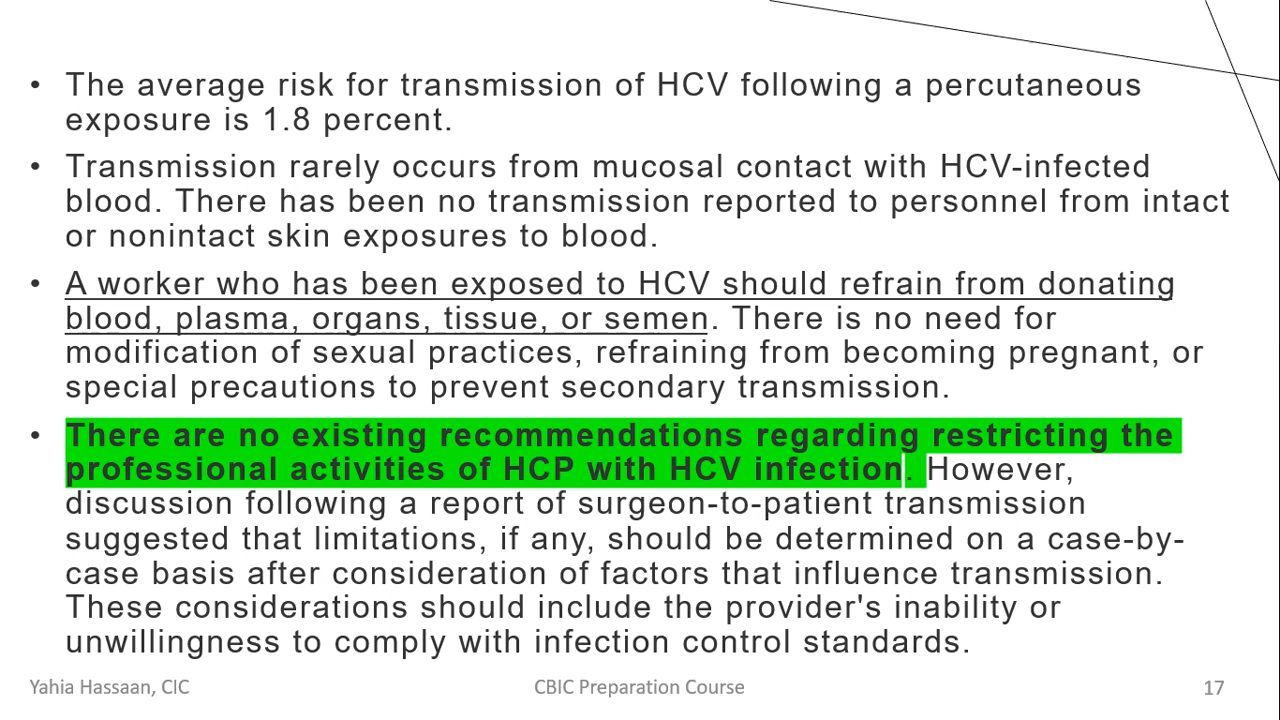 • The average risk for transmission of HCV following a percutaneous
exposure is 1.8 percent.
• Transmission rarely occurs from mucosal contact with HCV-infected
blood. There has been no transmission reported to personnel from intact
or nonintact skin exposures to blood.
• A worker who has been exposed to HCV should refrain from donating
blood, plasma, organs, tissue, or semen. There is no need for
modification of sexual practices, refraining from becoming pregnant, or
special precautions to prevent secondary transmission.
• There are no existing recommendations regarding restricting the
professional activities of HCP with HCV infection. However,
discussion following a report of surgeon-to-patient transmission
suggested that limitations, if any, should be determined on a case-by-
case basis after consideration of factors that influence transmission.
These considerations should include the provider's inability or
unwillingness to comply with infection control standards.
Yahia Hassaan, CIC
CBIC Preparation Course
17